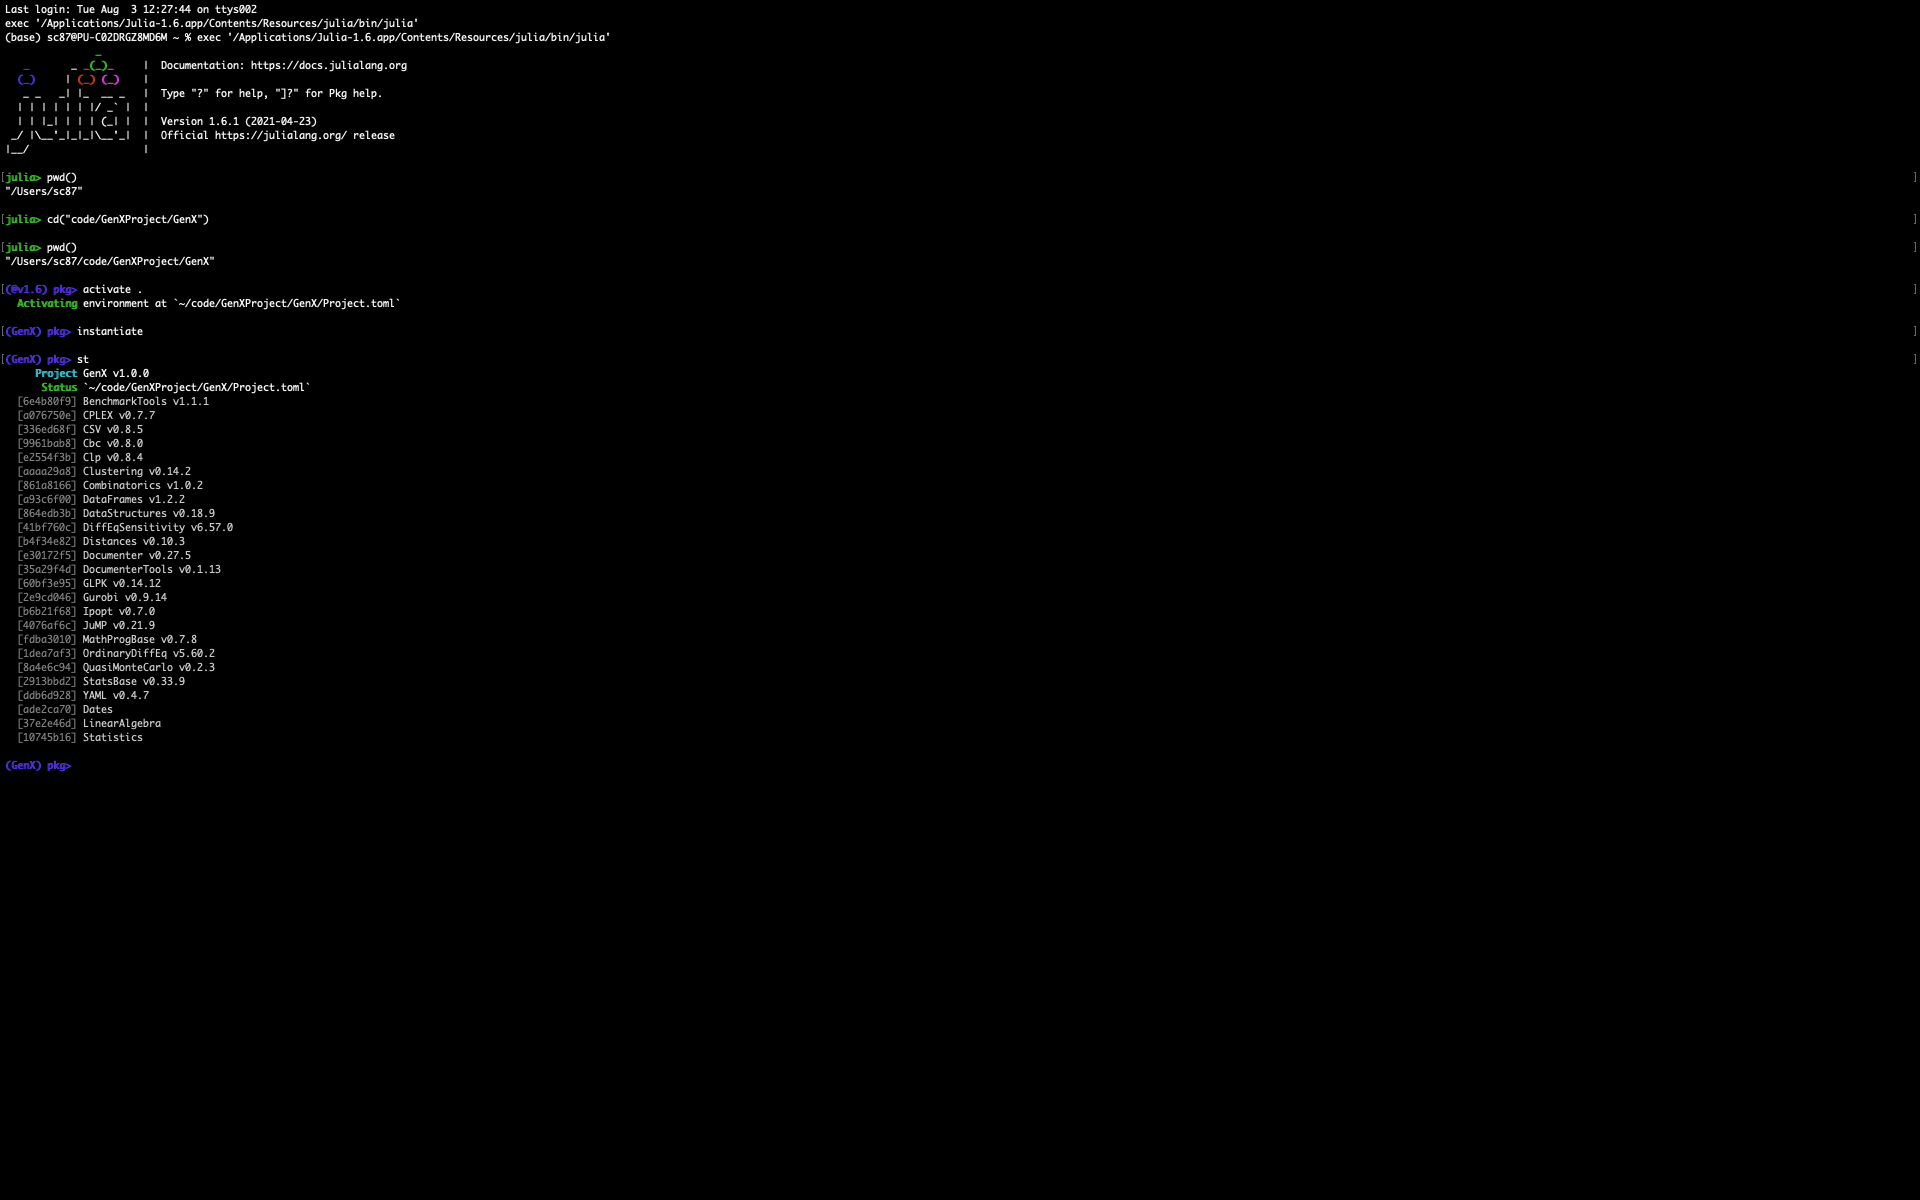 Last login: Tue Aug  3 12:27:44 on ttys002
exec '/Applications/Julia-1.6.app/Contents/Resources/julia/bin/julia'
(base) sc87@PU-C02DRGZ8MD6M ~ % exec '/Applications/Julia-1.6.app/Contents/Resources/julia/bin/julia'
               _
   _       _ _(_)_     |  Documentation: https://docs.julialang.org
  (_)     | (_) (_)    |
   _ _   _| |_  __ _   |  Type "?" for help, "]?" for Pkg help.
  | | | | | | |/ _` |  |
  | | |_| | | | (_| |  |  Version 1.6.1 (2021-04-23)
 _/ |\__'_|_|_|\__'_|  |  Official https://julialang.org/ release
|__/                   |
[julia> pwd() ]
"/Users/sc87"
[julia> cd("code/GenXProject/GenX") ]
[julia> pwd() ]
"/Users/sc87/code/GenXProject/GenX"
[(@v1.6) pkg> activate . ]
  Activating environment at `~/code/GenXProject/GenX/Project.toml`
[(GenX) pkg> instantiate ]
[(GenX) pkg> st ]
     Project GenX v1.0.0
      Status `~/code/GenXProject/GenX/Project.toml`
  [6e4b80f9] BenchmarkTools v1.1.1
  [a076750e] CPLEX v0.7.7
  [336ed68f] CSV v0.8.5
  [9961bab8] Cbc v0.8.0
  [e2554f3b] Clp v0.8.4
  [aaaa29a8] Clustering v0.14.2
  [861a8166] Combinatorics v1.0.2
  [a93c6f00] DataFrames v1.2.2
  [864edb3b] DataStructures v0.18.9
  [41bf760c] DiffEqSensitivity v6.57.0
  [b4f34e82] Distances v0.10.3
  [e30172f5] Documenter v0.27.5
  [35a29f4d] DocumenterTools v0.1.13
  [60bf3e95] GLPK v0.14.12
  [2e9cd046] Gurobi v0.9.14
  [b6b21f68] Ipopt v0.7.0
  [4076af6c] JuMP v0.21.9
  [fdba3010] MathProgBase v0.7.8
  [1dea7af3] OrdinaryDiffEq v5.60.2
  [8a4e6c94] QuasiMonteCarlo v0.2.3
  [2913bbd2] StatsBase v0.33.9
  [ddb6d928] YAML v0.4.7
  [ade2ca70] Dates
  [37e2e46d] LinearAlgebra
  [10745b16] Statistics
(GenX) pkg>